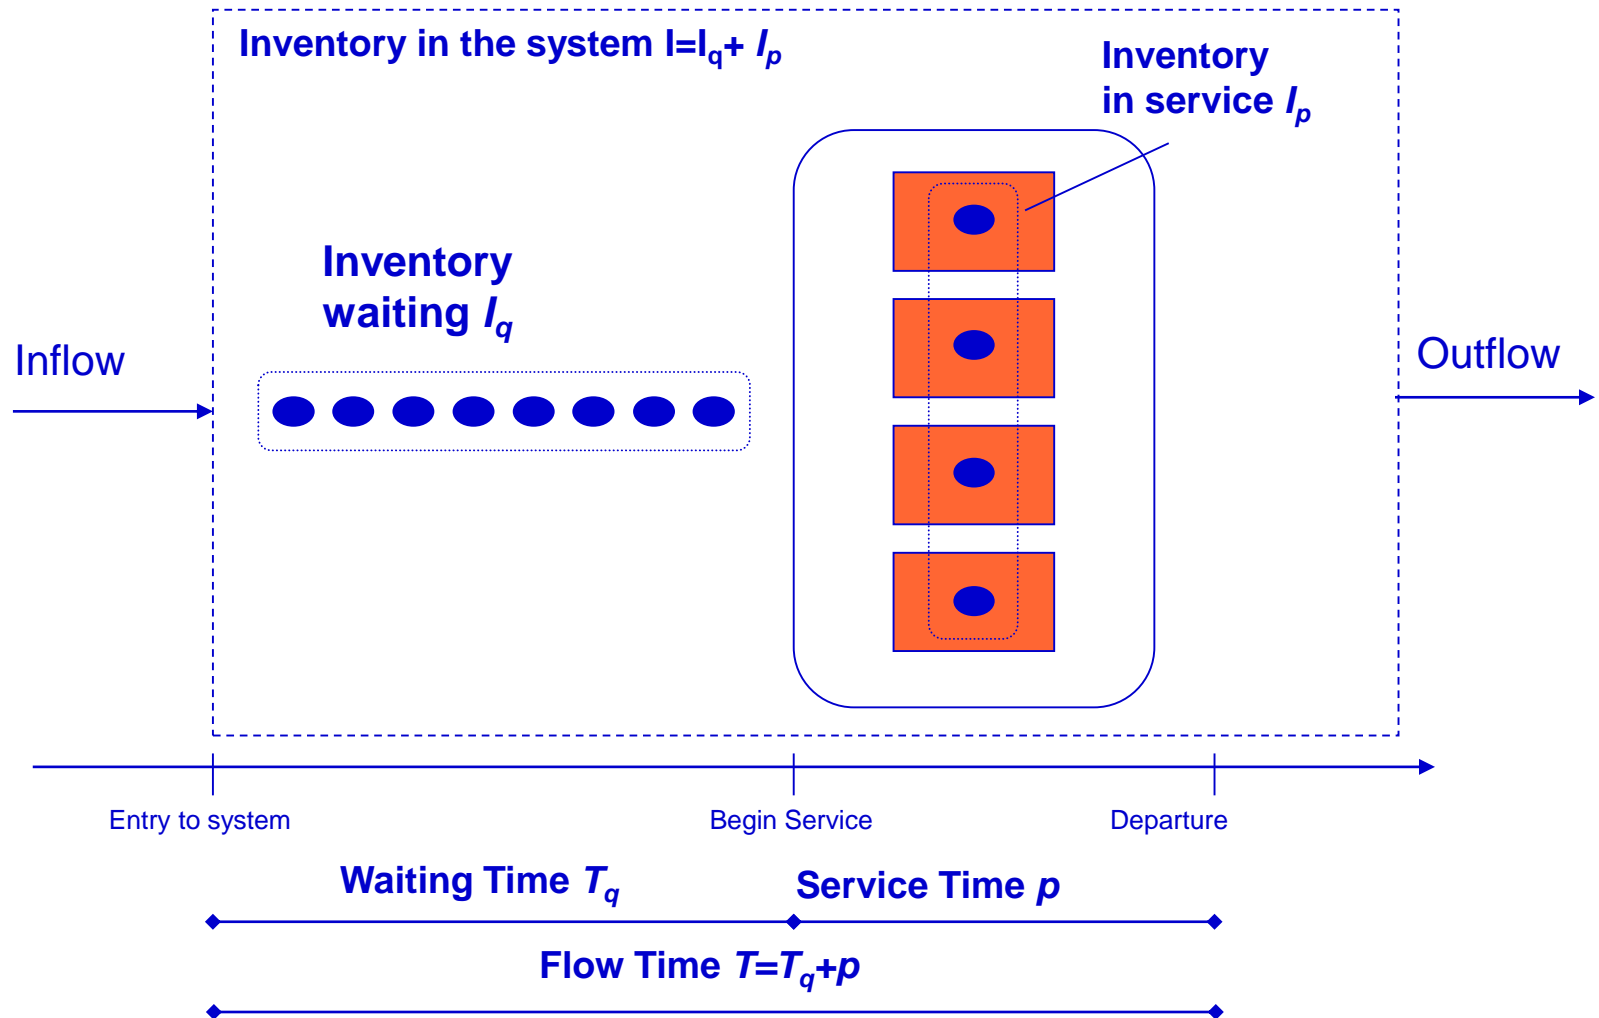 Inventory in the system I=Iq+ Ip
Inventory
in service Ip
Inventory
waiting Iq
Inflow
Outflow
Entry to system
Begin Service
Departure
Waiting Time Tq
Service Time p
Flow Time T=Tq+p